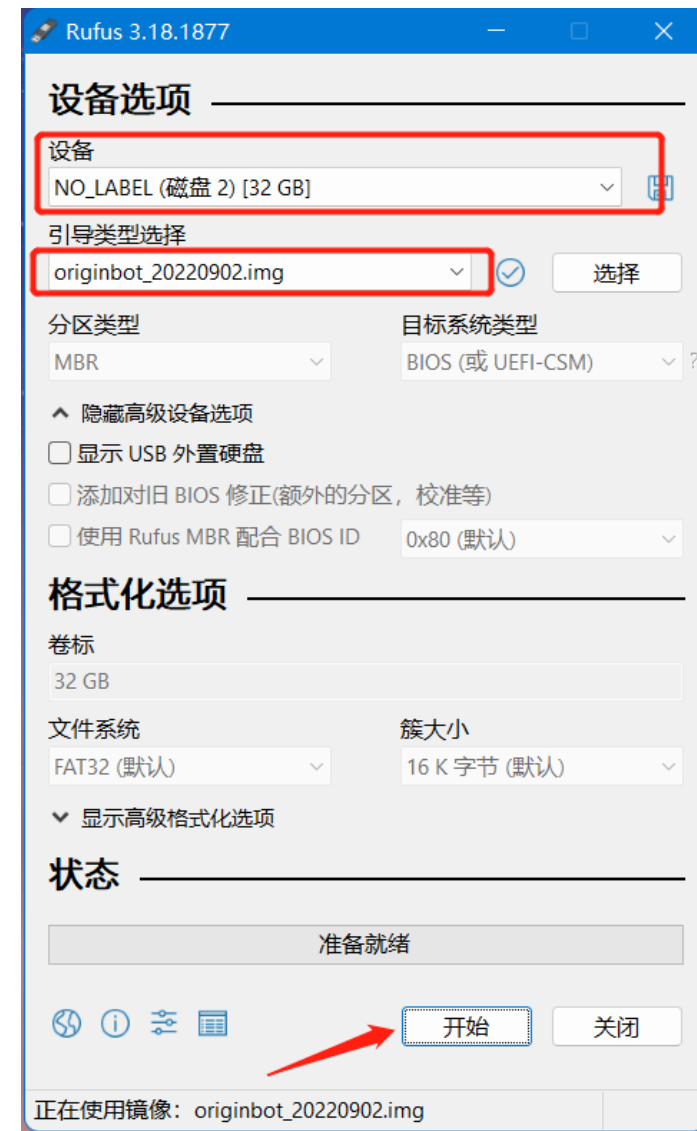 Rufus 3.18.1877
设备选项
设备
NO_LABEL (磁盘 2) [32 GB]
引导类型选择
originbot_20220902.img
选择
分区类型
目标系统类型
MBR
BIOS (或 UEFI-CSM)
?
隐藏高级设备选项
显示 USB 外置硬盘
添加对旧 BIOS 修正(额外的分区，校准等)
使用 Rufus MBR 配合 BIOS ID
0x80 (默认)
格式化选项
卷标
32 GB
文件系统
簇大小
FAT32 (默认)
16 K 字节 (默认)
显示高级格式化选项
状态
准备就绪
开始
关闭
正在使用镜像：originbot_20220902.img